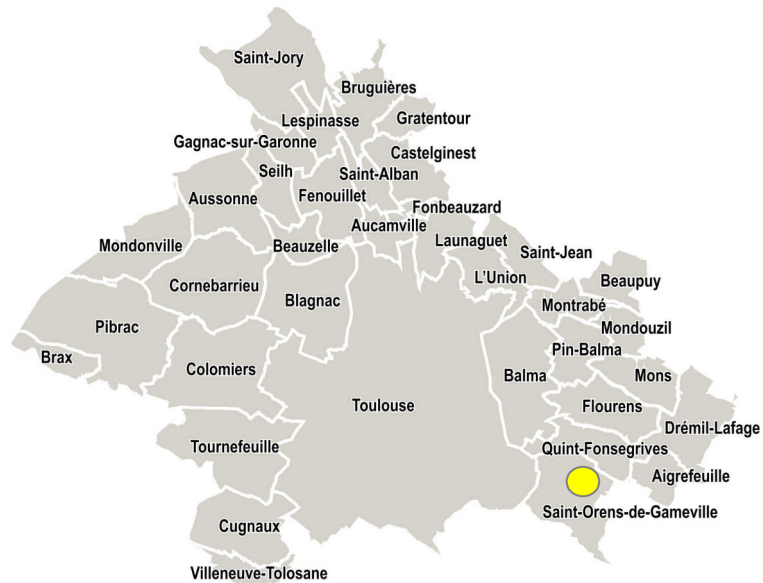 Saint-Jory
Bruguières
Lespinasse
Gratentour
Gagnac-sur-Garonne
Castelginest
Seilh
Saint-Alban
Aussonne
Fenouillet
Fonbeauzard
Aucamville
Launaguet
Mondonville
Beauzelle
Saint-Jean
L'Union
Beaupuy
Cornebarrieu
Blagnac
Montrabé
Pibrac
Mondouzil
Brax
Pin-Balma
Colomiers
Balma
Mons
Toulouse
Flourens
Drémil-Lafage
Tournefeuille
Quint-Fonsegrives
Aigrefeuille
Saint-Orens-de-Gameville
Cugnaux
Villeneuve-Tolosane